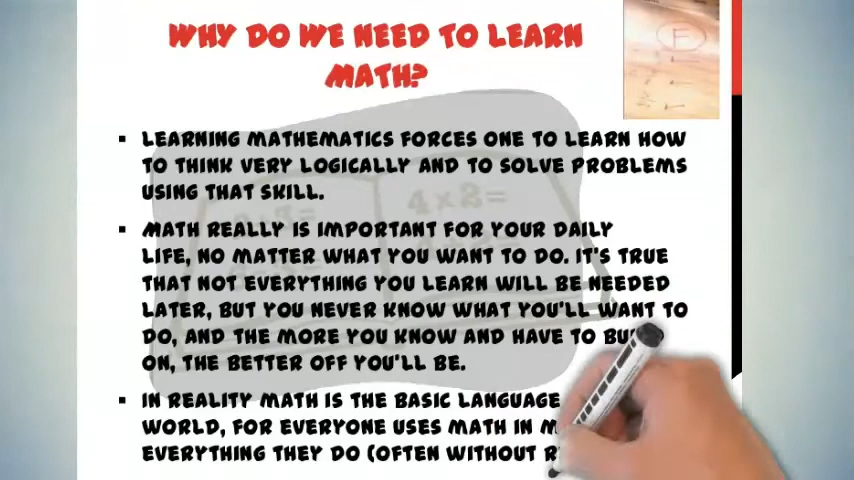 WHY DO WE NEED TO LEARN
MATH?
F
▪ LEARNING MATHEMATICS FORCES ONE TO LEARN HOW
TO THINK VERY LOGICALLY AND TO SOLVE PROBLEMS
USING THAT SKILL.
4×2=
▪ MATH REALLY IS IMPORTANT FOR YOUR DAILY
LIFE, NO MATTER WHAT YOU WANT TO DO. IT'S TRUE
THAT NOT EVERYTHING YOU LEARN WILL BE NEEDED
LATER, BUT YOU NEVER KNOW WHAT YOU'LL WANT TO
DO, AND THE MORE YOU KNOW AND HAVE TO
ON, THE BETTER OFF YOU'LL BE.
▪ IN REALITY MATH IS THE BASIC LANGUAGE
WORLD, FOR EVERYONE USES MATH IN
EVERYTHING THEY DO (OFTEN WITHOUT